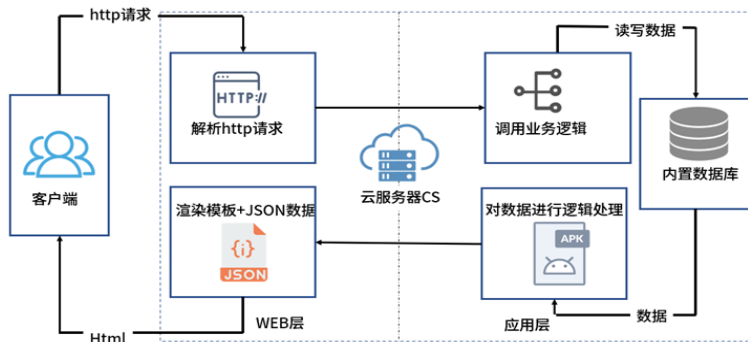 http请求
读写数据
HTTP://
解析http请求
调用业务逻辑
客户端
云服务器CS
内置数据库
渲染模板+JSON数据
{i}
JSON
对数据进行逻辑处理
APK
WEB层
应用层
数据
Html